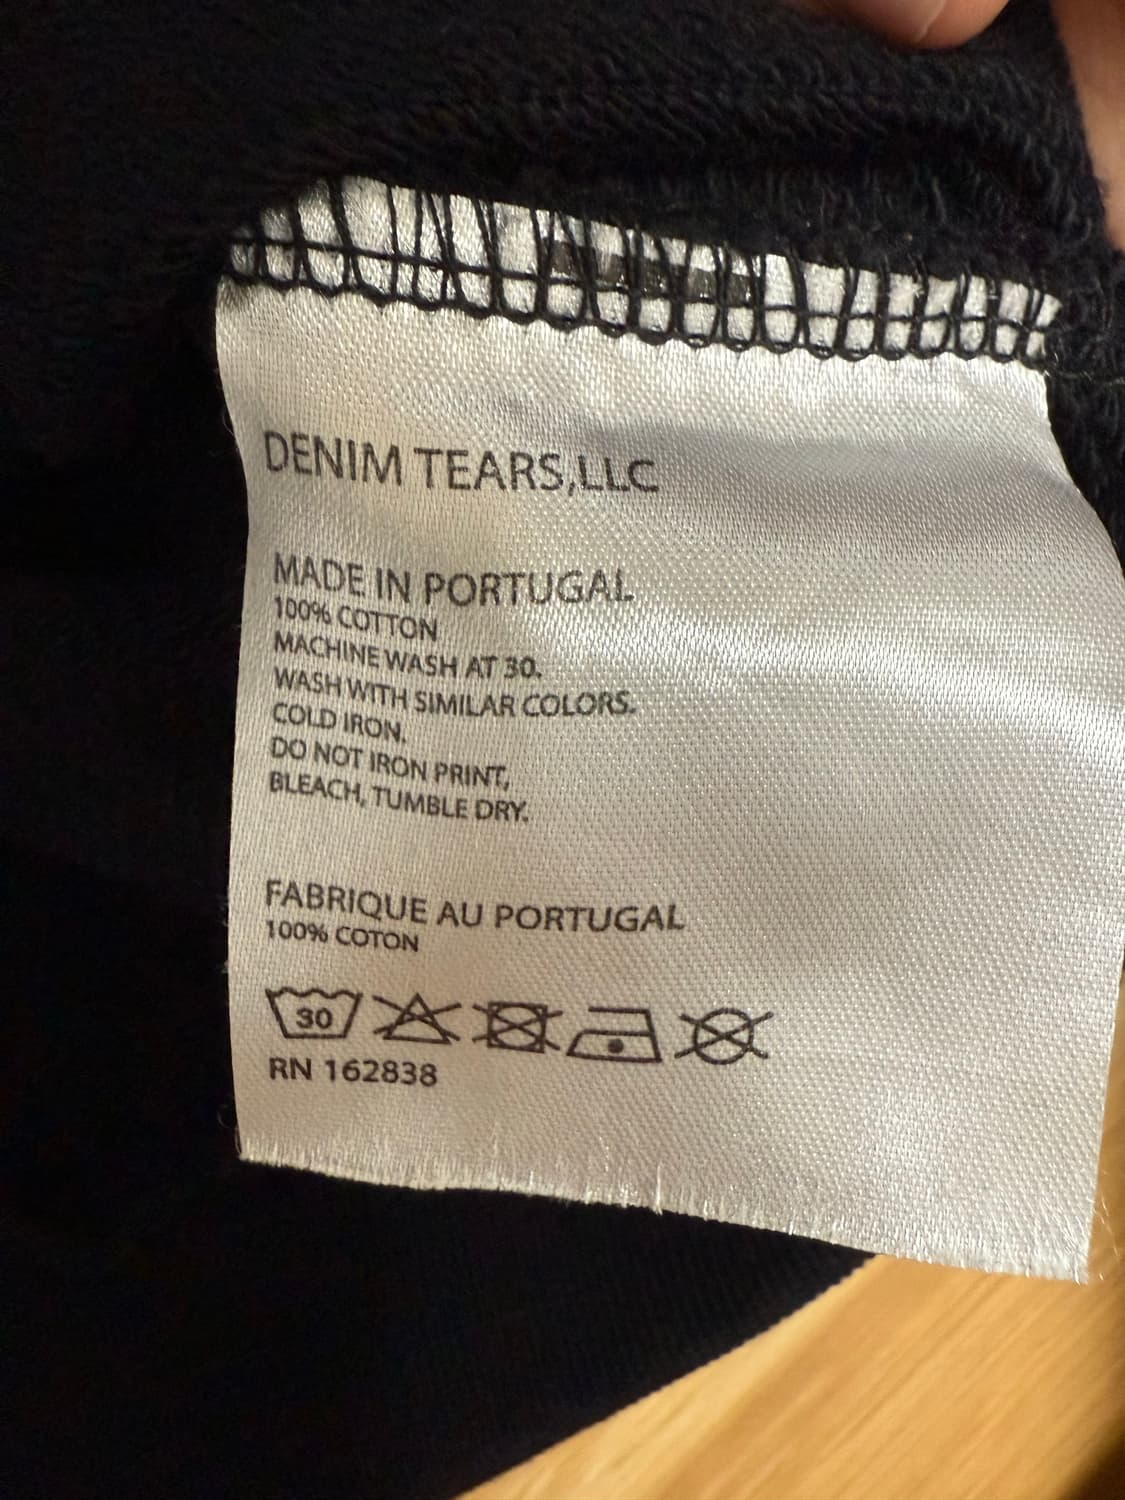 DENIM TEARS,LLC
MADE IN PORTUGAL
100% COTTON
MACHINE WASH AT 30.
WASH WITH SIMILAR COLORS.
COLD IRON.
DO NOT IRON PRINT,
BLEACH, TUMBLE DRY.
FABRIQUE AU PORTUGAL
100% COTON
30
RN 162838